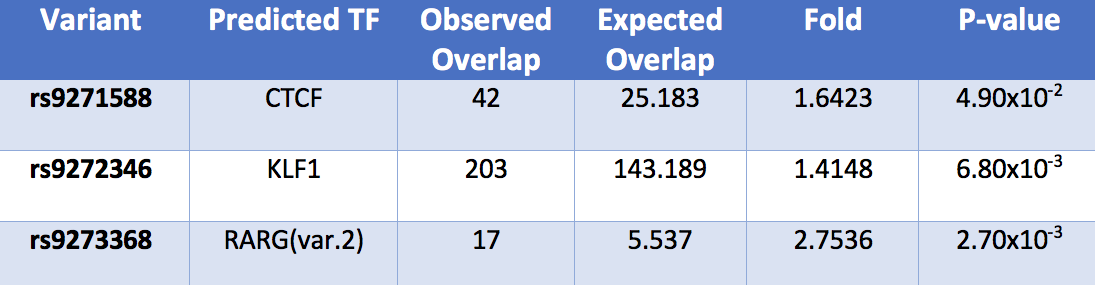 Variant Predicted TF Observed Overlap Expected Overlap Fold P-value
rs9271588 CTCF 42 25.183 1.6423 4.90x10-2
rs9272346 KLF1 203 143.189 1.4148 6.80x10-3
rs9273368 RARG(var.2) 17 5.537 2.7536 2.70x10-3